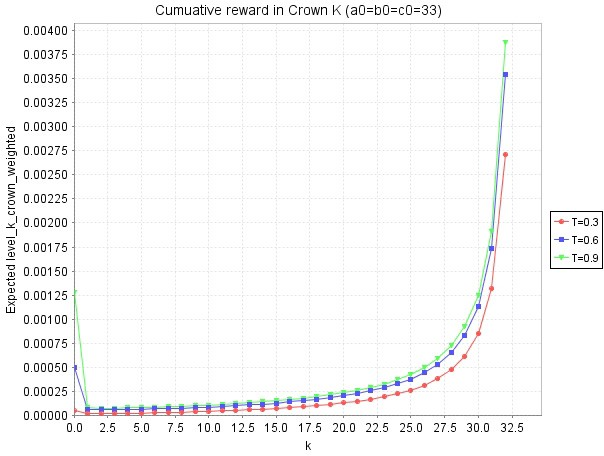 Cumuative reward in Crown K (a0=b0=c0=33)
0.00400
0.00375
0.00350
0.00325
0.00300
0.00275
0.00250
0.00225
0.00200
0.00175
0.00150
0.00125
0.00100
0.00075
0.00050
0.00025
0.00000
Expected level_k_crown_weighted
0.0 2.5 5.0 7.5 10.0 12.5 15.0 17.5 20.0 22.5 25.0 27.5 30.0 32.5
k
T=0.3
T=0.6
T=0.9